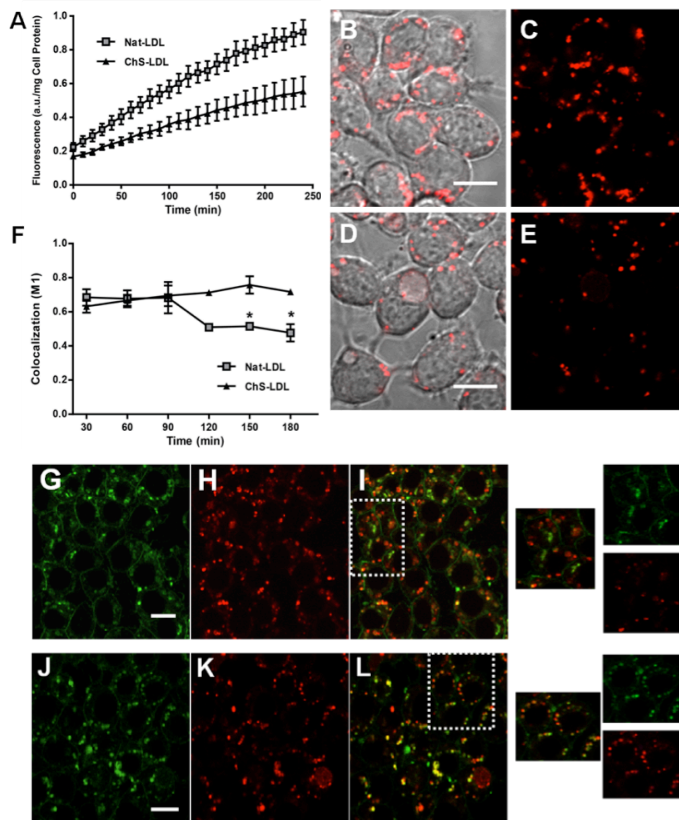 A
Fluorescence (a.u./mg Cell Protein)
1.0
0.8
0.6
0.4
0.2
0.0
Nat-LDL
ChS-LDL
0 50 100 150 200 250
Time (min)
B
C
D
E
F
Colocalization (M1)
1.0
0.8
0.6
0.4
0.2
0.0
* *
Nat-LDL
ChS-LDL
30 60 90 120 150 180
Time (min)
G
H
I
J
K
L